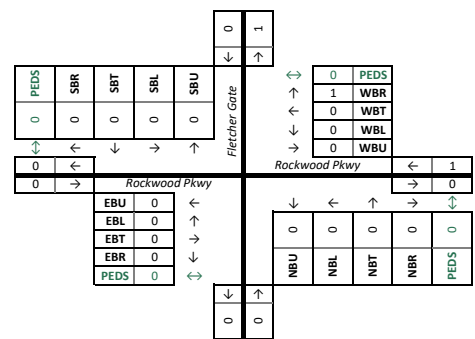 0 1
↓ ↑
PEDS SBR SBT SBL SBU
0 0 0 0 0
↕ ← ↓ → ↑
Fletcher Gate
↔ 0 PEDS
↑ 1 WBR
← 0 WBT
↓ 0 WBL
→ 0 WBU
0 ←
0 →
Rockwood Pkwy
Rockwood Pkwy
← 1
→ 0
EBU 0 ←
EBL 0 ↑
EBT 0 →
EBR 0 ↓
PEDS 0 ↔
↓ ← ↑ → ↕
0 0 0 0 0
NBU NBL NBT NBR PEDS
↓ ↑
0 0